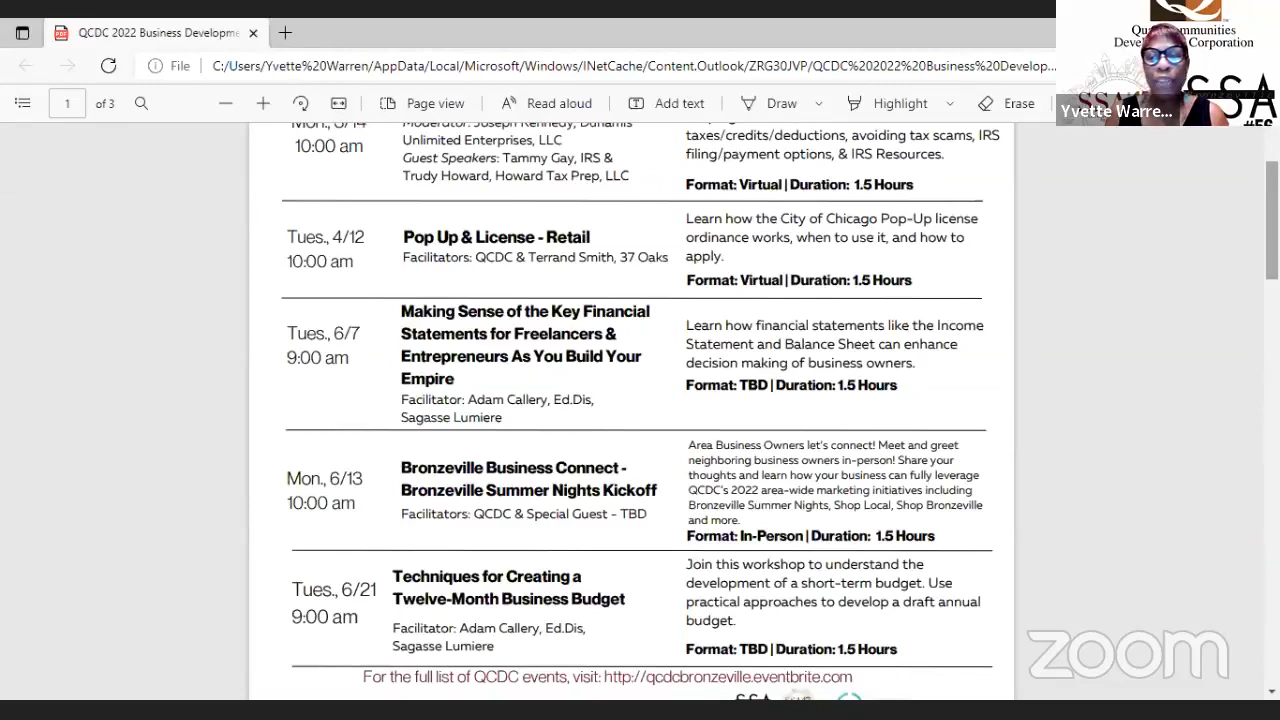 QCDC 2022 Business Developme
File
C:/Users/Yvette%20Warren/AppData/Local/Microsoft/Windows/INetCache/Content.Outlook/ZRG30JVP/QCDC%202022%20Business%20Develop...
1 of 3
Page view
Read aloud
Add text
Draw
Highlight
Erase
Communities
Corporation
SSA
Yvette Warre...
10:00 am
Unlimited Enterprises, LLC
Guest Speakers: Tammy Gay, IRS &
Trudy Howard, Howard Tax Prep, LLC
taxes/credits/deductions, avoiding tax scams, IRS
filing/payment options, & IRS Resources.
Format: Virtual | Duration: 1.5 Hours
Tues., 4/12
10:00 am
Pop Up & License - Retail
Facilitators: QCDC & Terrand Smith, 37 Oaks
Learn how the City of Chicago Pop-Up license
ordinance works, when to use it, and how to
apply.
Format: Virtual | Duration: 1.5 Hours
Tues., 6/7
9:00 am
Making Sense of the Key Financial
Statements for Freelancers &
Entrepreneurs As You Build Your
Empire
Facilitator: Adam Callery, Ed.Dis,
Sagasse Lumiere
Learn how financial statements like the Income
Statement and Balance Sheet can enhance
decision making of business owners.
Format: TBD | Duration: 1.5 Hours
Mon., 6/13
10:00 am
Bronzeville Business Connect -
Bronzeville Summer Nights Kickoff
Facilitators: QCDC & Special Guest - TBD
Area Business Owners let's connect! Meet and greet
neighboring business owners in-person! Share your
thoughts and learn how your business can fully leverage
QCDC's 2022 area-wide marketing initiatives including
Bronzeville Summer Nights, Shop Local, Shop Bronzeville
and more.
Format: In-Person | Duration: 1.5 Hours
Tues., 6/21
9:00 am
Techniques for Creating a
Twelve-Month Business Budget
Facilitator: Adam Callery, Ed.Dis,
Sagasse Lumiere
Join this workshop to understand the
development of a short-term budget. Use
practical approaches to develop a draft annual
budget.
Format: TBD | Duration: 1.5 Hours
For the full list of QCDC events, visit: http://qcdcbronzeville.eventbrite.com
zoom